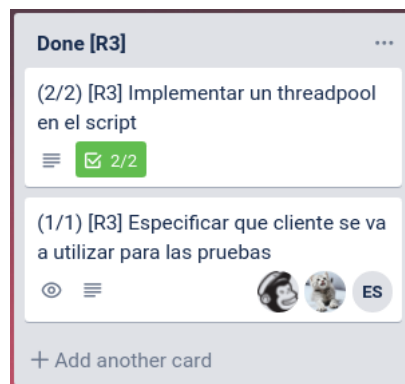 Done [R3]
(2/2) [R3] Implementar un threadpool
en el script
2/2
(1/1) [R3] Especificar que cliente se va
a utilizar para las pruebas
ES
+ Add another card